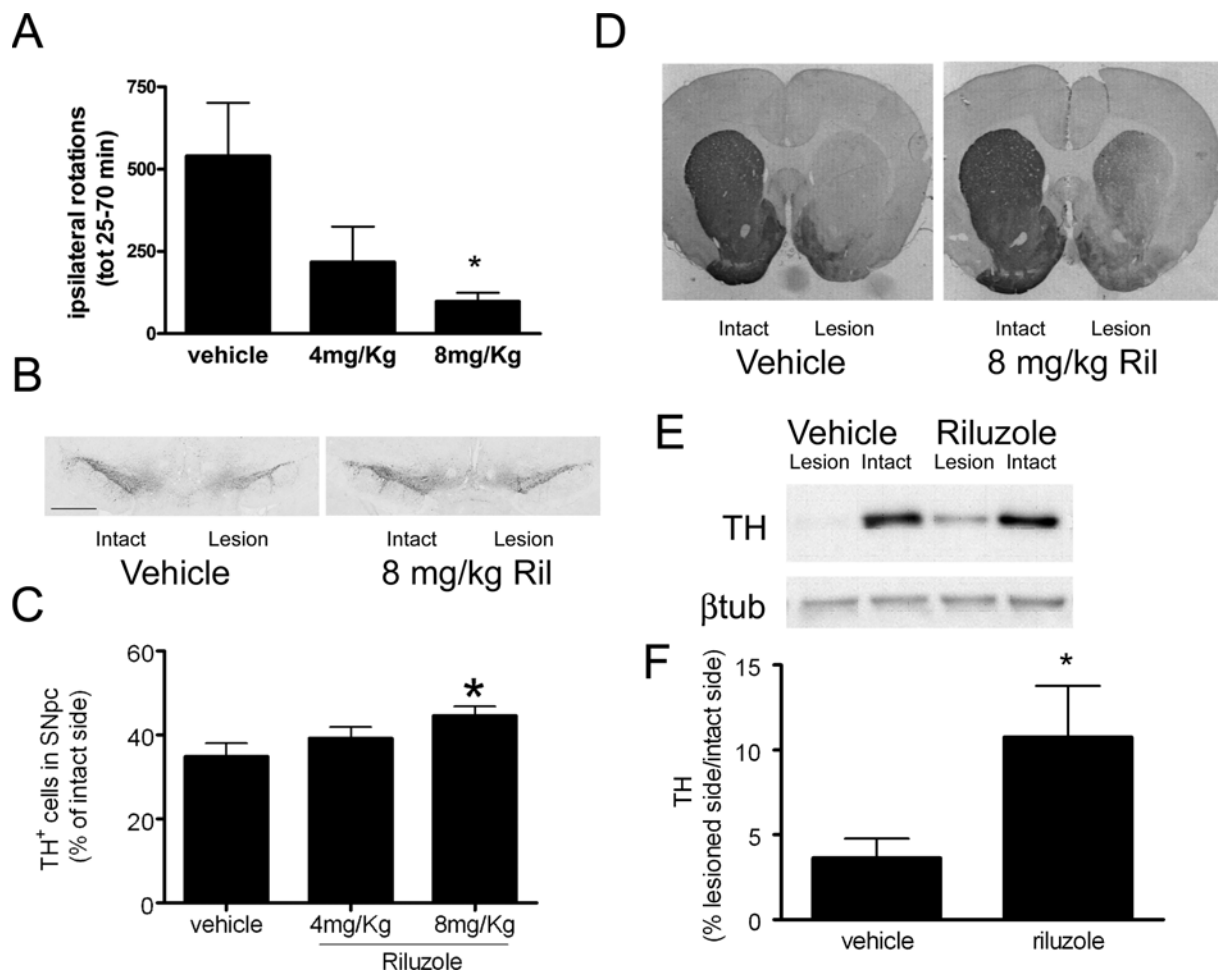 A
ipsilateral rotations
(tot 25-70 min)
750
500
250
0
*
vehicle 4mg/Kg 8mg/Kg
B
Intact Lesion Intact Lesion
Vehicle 8 mg/kg Ril
C
TH+ cells in SNpc
(% of intact side)
60
40
20
0
*
vehicle 4mg/Kg 8mg/Kg
Riluzole
D
Intact Lesion Intact Lesion
Vehicle 8 mg/kg Ril
E
Vehicle Riluzole
Lesion Intact Lesion Intact
TH
βtub
F
TH
(% lesioned side/intact side)
15
10
5
0
*
vehicle riluzole